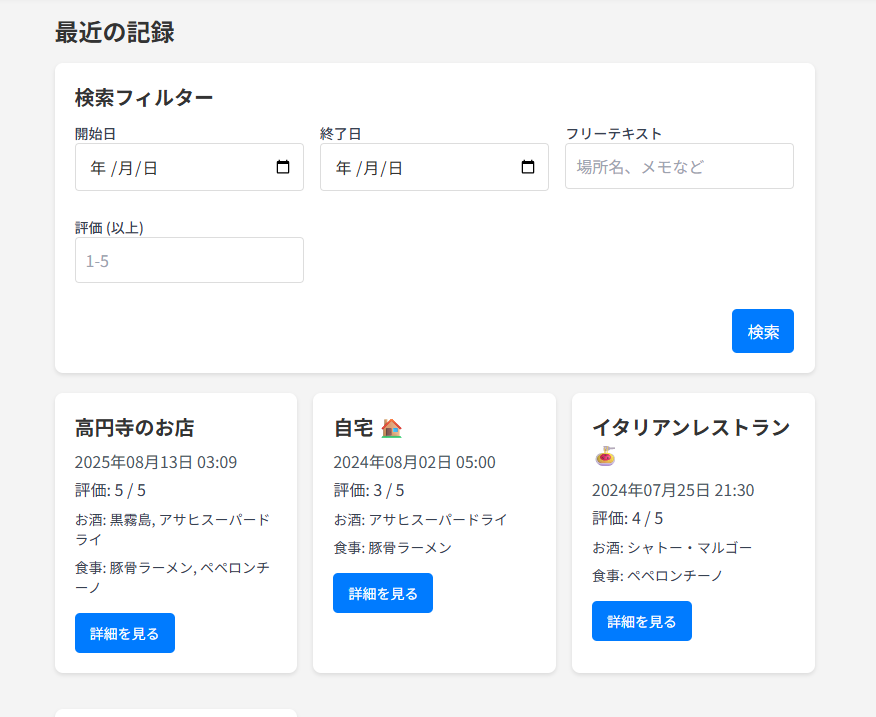 最近の記録
検索フィルター
開始日
年 /月/日
終了日
年 /月/日
フリーテキスト
場所名、メモなど
評価 (以上)
1-5
検索
高円寺のお店
2025年08月13日 03:09
評価: 5 / 5
お酒: 黒霧島, アサヒスーパード
ライ
食事: 豚骨ラーメン, ペペロンチ
ーノ
詳細を見る
自宅 🏠
2024年08月02日 05:00
評価: 3 / 5
お酒: アサヒスーパードライ
食事: 豚骨ラーメン
詳細を見る
イタリアンレストラン
🍝
2024年07月25日 21:30
評価: 4 / 5
お酒: シャトー・マルゴー
食事: ペペロンチーノ
詳細を見る